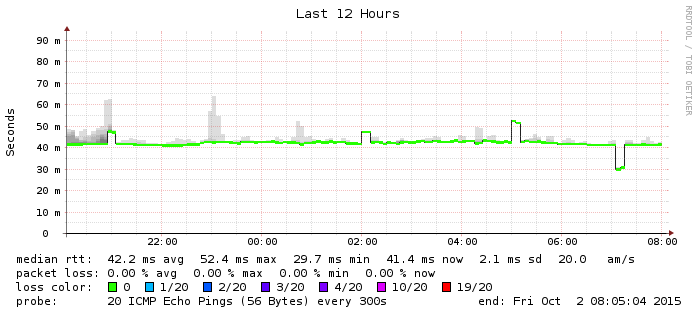 Last 12 Hours
RRDTOOL / TOBI OETIKER
90 m
80 m
70 m
60 m
50 m
40 m
30 m
20 m
10 m
0
Seconds
22:00 00:00 02:00 04:00 06:00 08:00
median rtt: 42.2 ms avg 52.4 ms max 29.7 ms min 41.4 ms now 2.1 ms sd 20.0 am/s
packet loss: 0.00 % avg 0.00 % max 0.00 % min 0.00 % now
loss color: 0 1/20 2/20 3/20 4/20 10/20 19/20
probe: 20 ICMP Echo Pings (56 Bytes) every 300s end: Fri Oct 2 08:05:04 2015